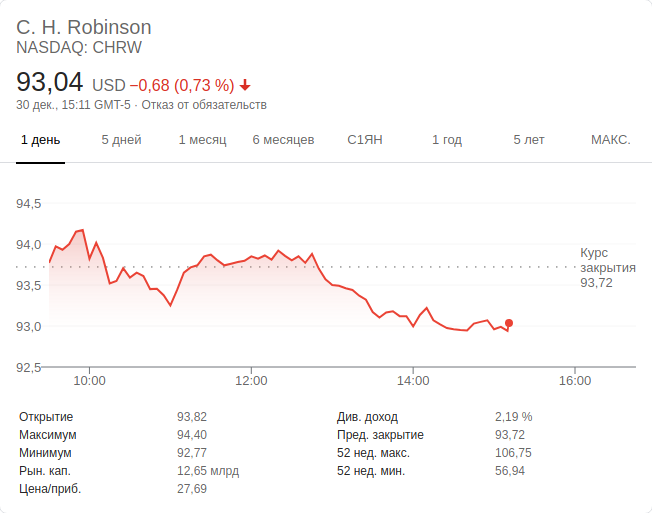 C. H. Robinson
NASDAQ: CHRW
93,04 USD −0,68 (0,73 %)
30 дек., 15:11 GMT-5 · Отказ от обязательств
1 день 5 дней 1 месяц 6 месяцев С1ЯН 1 год 5 лет МАКС.
94,5
94,0
Курс
закрытия
93,72
93,5
93,0
92,5
10:00 12:00 14:00 16:00
Открытие 93,82 Див. доход 2,19 %
Максимум 94,40 Пред. закрытие 93,72
Минимум 92,77 52 нед. макс. 106,75
Рын. кап. 12,65 млрд 52 нед. мин. 56,94
Цена/приб. 27,69